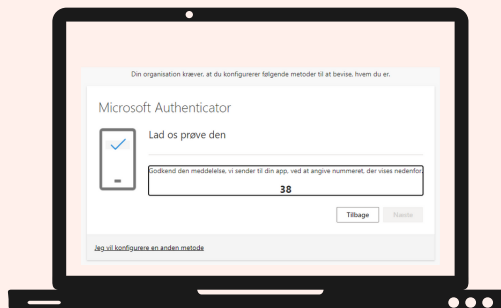 Din organisation kræver, at du konfigurerer følgende metoder til at bevise, hvem du er.
Microsoft Authenticator
Lad os prøve den
Godkend den meddelelse, vi sender til din app, ved at angive nummeret, der vises nedenfor.
38
Tilbage Næste
Jeg vil konfigurere en anden metode